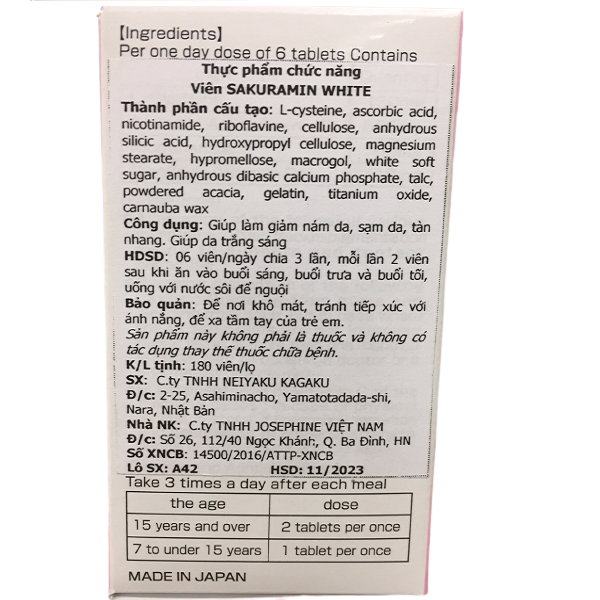 【Ingredients】
Per one day dose of 6 tablets Contains
Thực phẩm chức năng
Viên SAKURAMIN WHITE
Thành phần cấu tạo: L-cysteine, ascorbic acid,
nicotinamide, riboflavine, cellulose, anhydrous
silicic acid, hydroxypropyl cellulose, magnesium
stearate, hypromellose, macrogol, white soft
sugar, anhydrous dibasic calcium phosphate, talc,
powdered acacia, gelatin, titanium oxide,
carnauba wax
Công dụng: Giúp làm giảm nám da, sạm da, tàn
nhang. Giúp da trắng sáng
HDSD: 06 viên/ngày chia 3 lần, mỗi lần 2 viên
sau khi ăn vào buổi sáng, buổi trưa và buổi tối,
uống với nước sôi để nguội
Bảo quản: Để nơi khô mát, tránh tiếp xúc với
ánh nắng, để xa tầm tay của trẻ em.
Sản phẩm này không phải là thuốc và không có
tác dụng thay thế thuốc chữa bệnh.
K/L tịnh: 180 viên/lọ
SX: C.ty TNHH NEIYAKU KAGAKU
Đ/c: 2-25, Asahiminacho, Yamatotadada-shi,
Nara, Nhật Bản
Nhà NK: C.ty TNHH JOSEPHINE VIỆT NAM
Đ/c: Số 26, 112/40 Ngọc Khánh, Q. Ba Đình, HN
Số XNCB: 14500/2016/ATTP-XNCB
Lô SX: A42 HSD: 11/2023
Take 3 times a day after each meal
the age dose
15 years and over 2 tablets per once
7 to under 15 years 1 tablet per once
MADE IN JAPAN